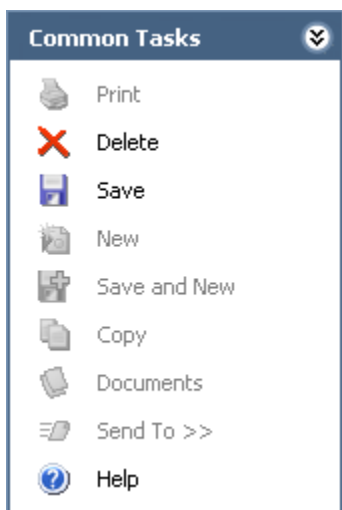 Common Tasks
Print
Delete
Save
New
Save and New
Copy
Documents
Send To >>
Help